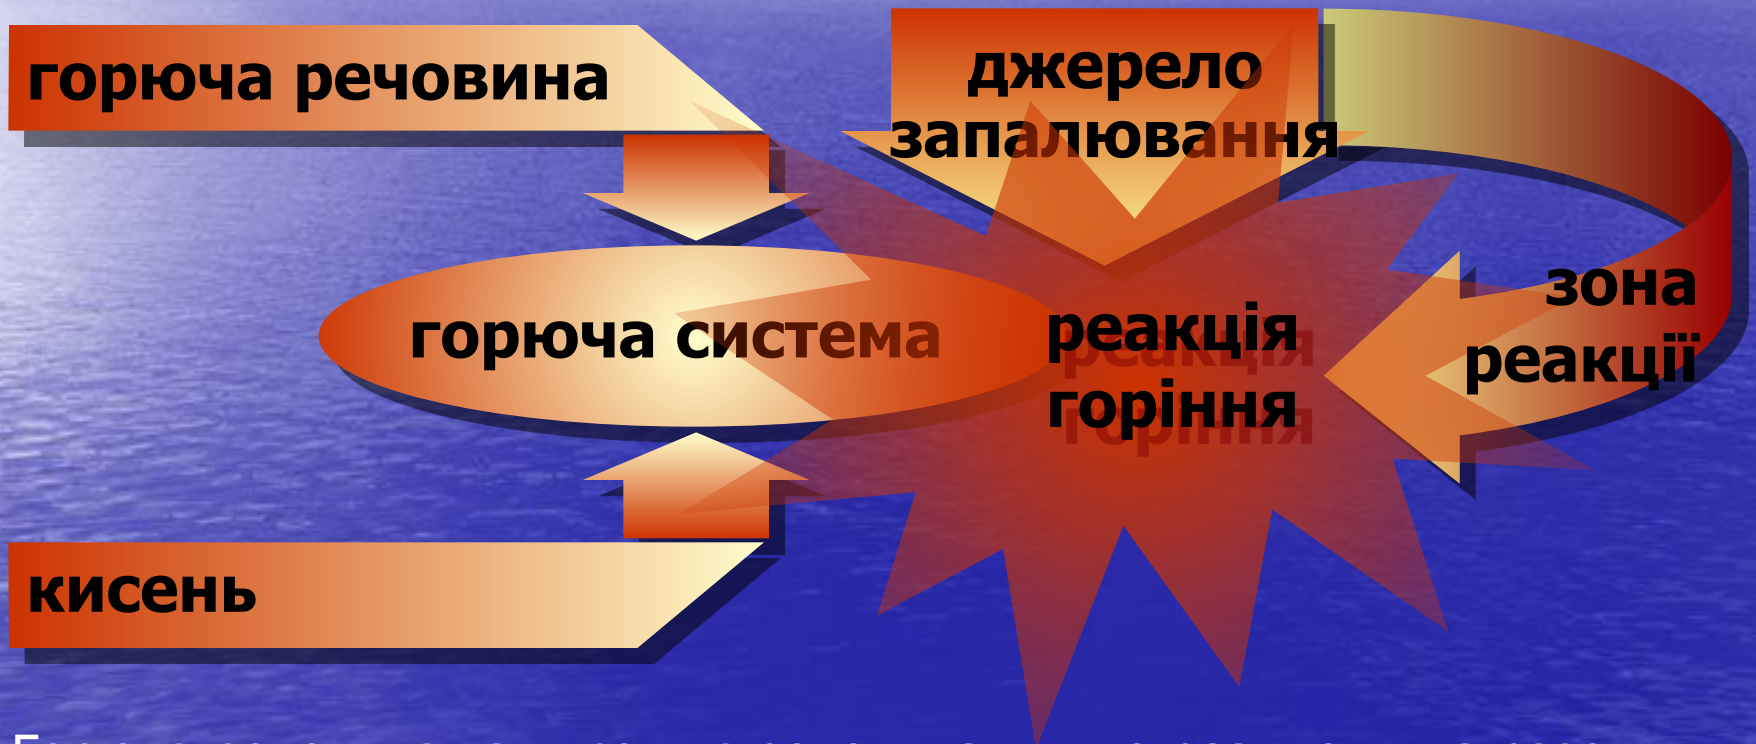 горюча речовина
джерело
запалювання
горюча система
реакція
горіння
зона
реакції
кисень